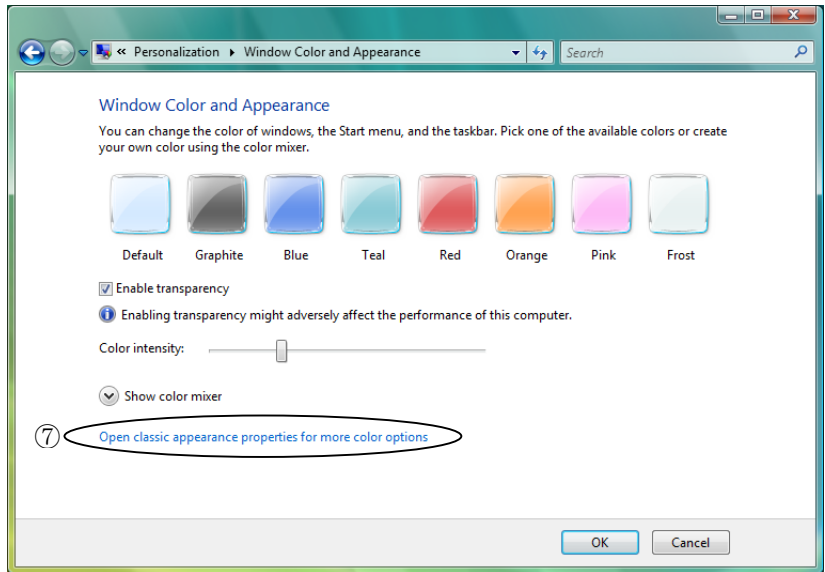 « Personalization ▸ Window Color and Appearance
Search
Window Color and Appearance
You can change the color of windows, the Start menu, and the taskbar. Pick one of the available colors or create
your own color using the color mixer.
Default Graphite Blue Teal Red Orange Pink Frost
Enable transparency
Enabling transparency might adversely affect the performance of this computer.
Color intensity:
Show color mixer
⑦ Open classic appearance properties for more color options
OK Cancel